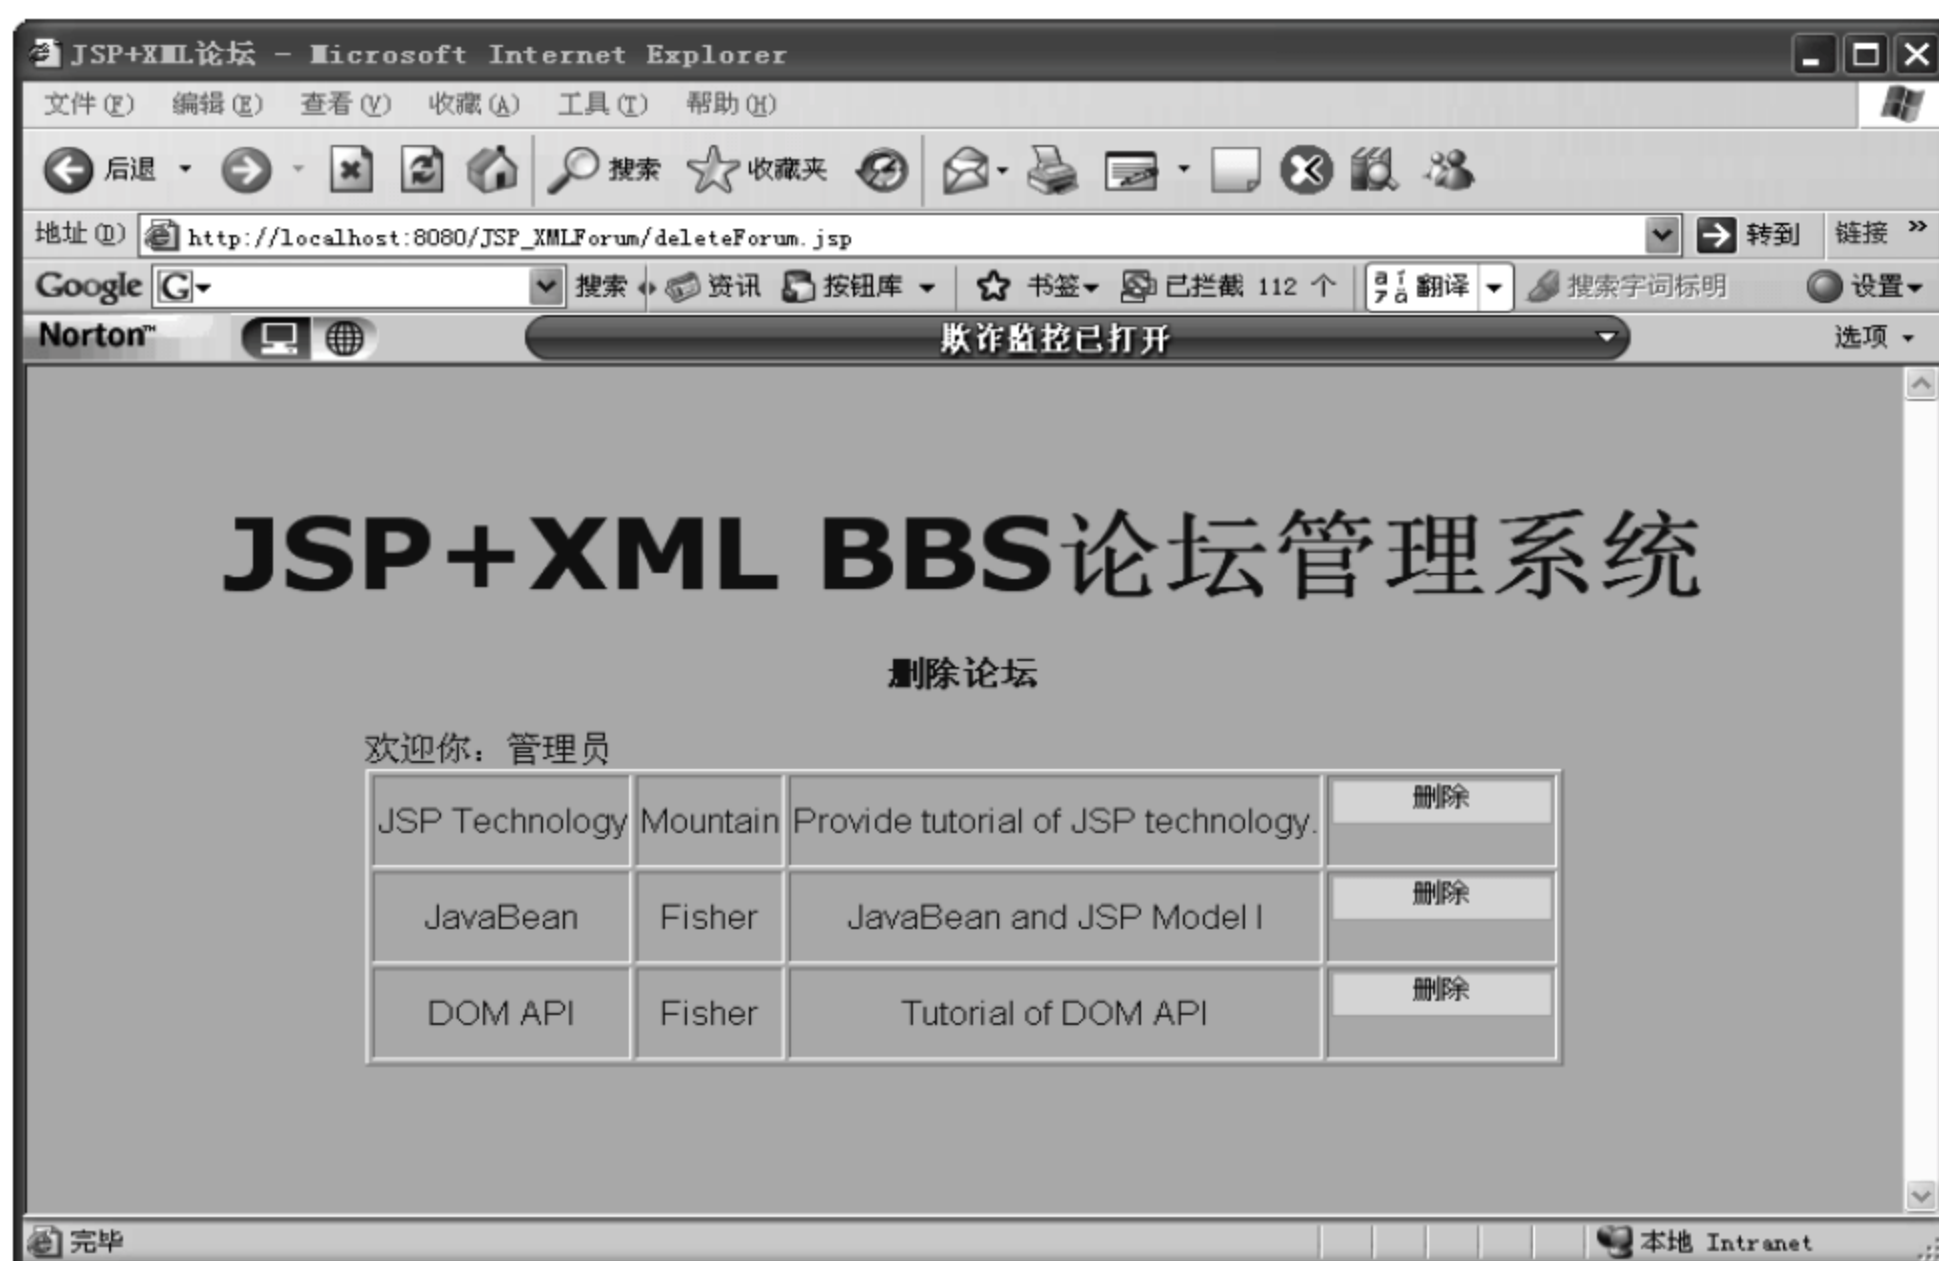 JSP+XML论坛 - Microsoft Internet Explorer
文件(F) 编辑(E) 查看(V) 收藏(A) 工具(T) 帮助(H)
后退 搜索 收藏夹
地址(D) http://localhost:8080/JSP_XMLForum/deleteForum.jsp 转到 链接 »
Google G 搜索 资讯 按钮库 书签 已拦截 112 个 翻译 搜索字词标明 设置
Norton™ 欺诈监控已打开 选项
JSP+XML BBS论坛管理系统
删除论坛
欢迎你：管理员
JSP Technology Mountain Provide tutorial of JSP technology. 删除
JavaBean Fisher JavaBean and JSP Model I 删除
DOM API Fisher Tutorial of DOM API 删除
完毕 本地 Intranet